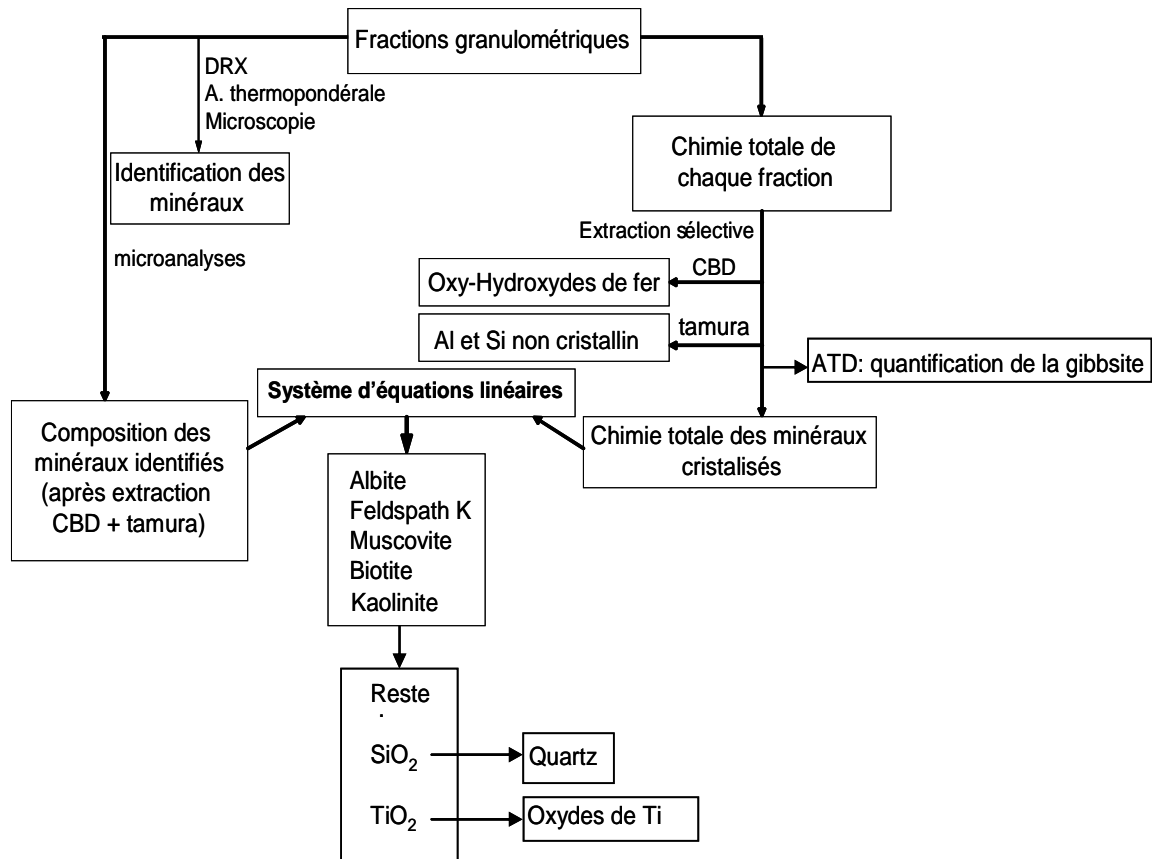 Fractions granulométriques
DRX
A. thermopondérale
Microscopie
Identification des
minéraux
Chimie totale de
chaque fraction
Extraction sélective
microanalyses
CBD
Oxy-Hydroxydes de fer
tamura
Al et Si non cristallin
ATD: quantification de la gibbsite
Système d'équations linéaires
Composition des
minéraux identifiés
(après extraction
CBD + tamura)
Chimie totale des minéraux
cristalisés
Albite
Feldspath K
Muscovite
Biotite
Kaolinite
Reste
.
SiO₂
Quartz
TiO₂
Oxydes de Ti